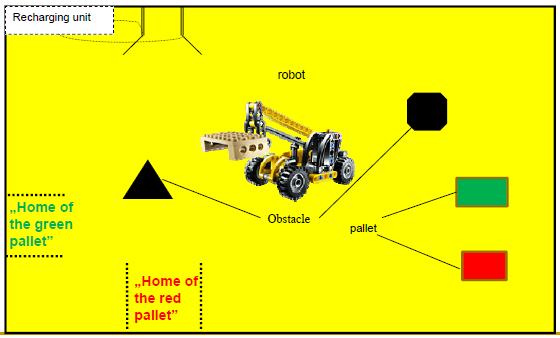 Recharging unit
robot
Obstacle
pallet
„Home of
the green
pallet”
„Home of
the red
pallet”